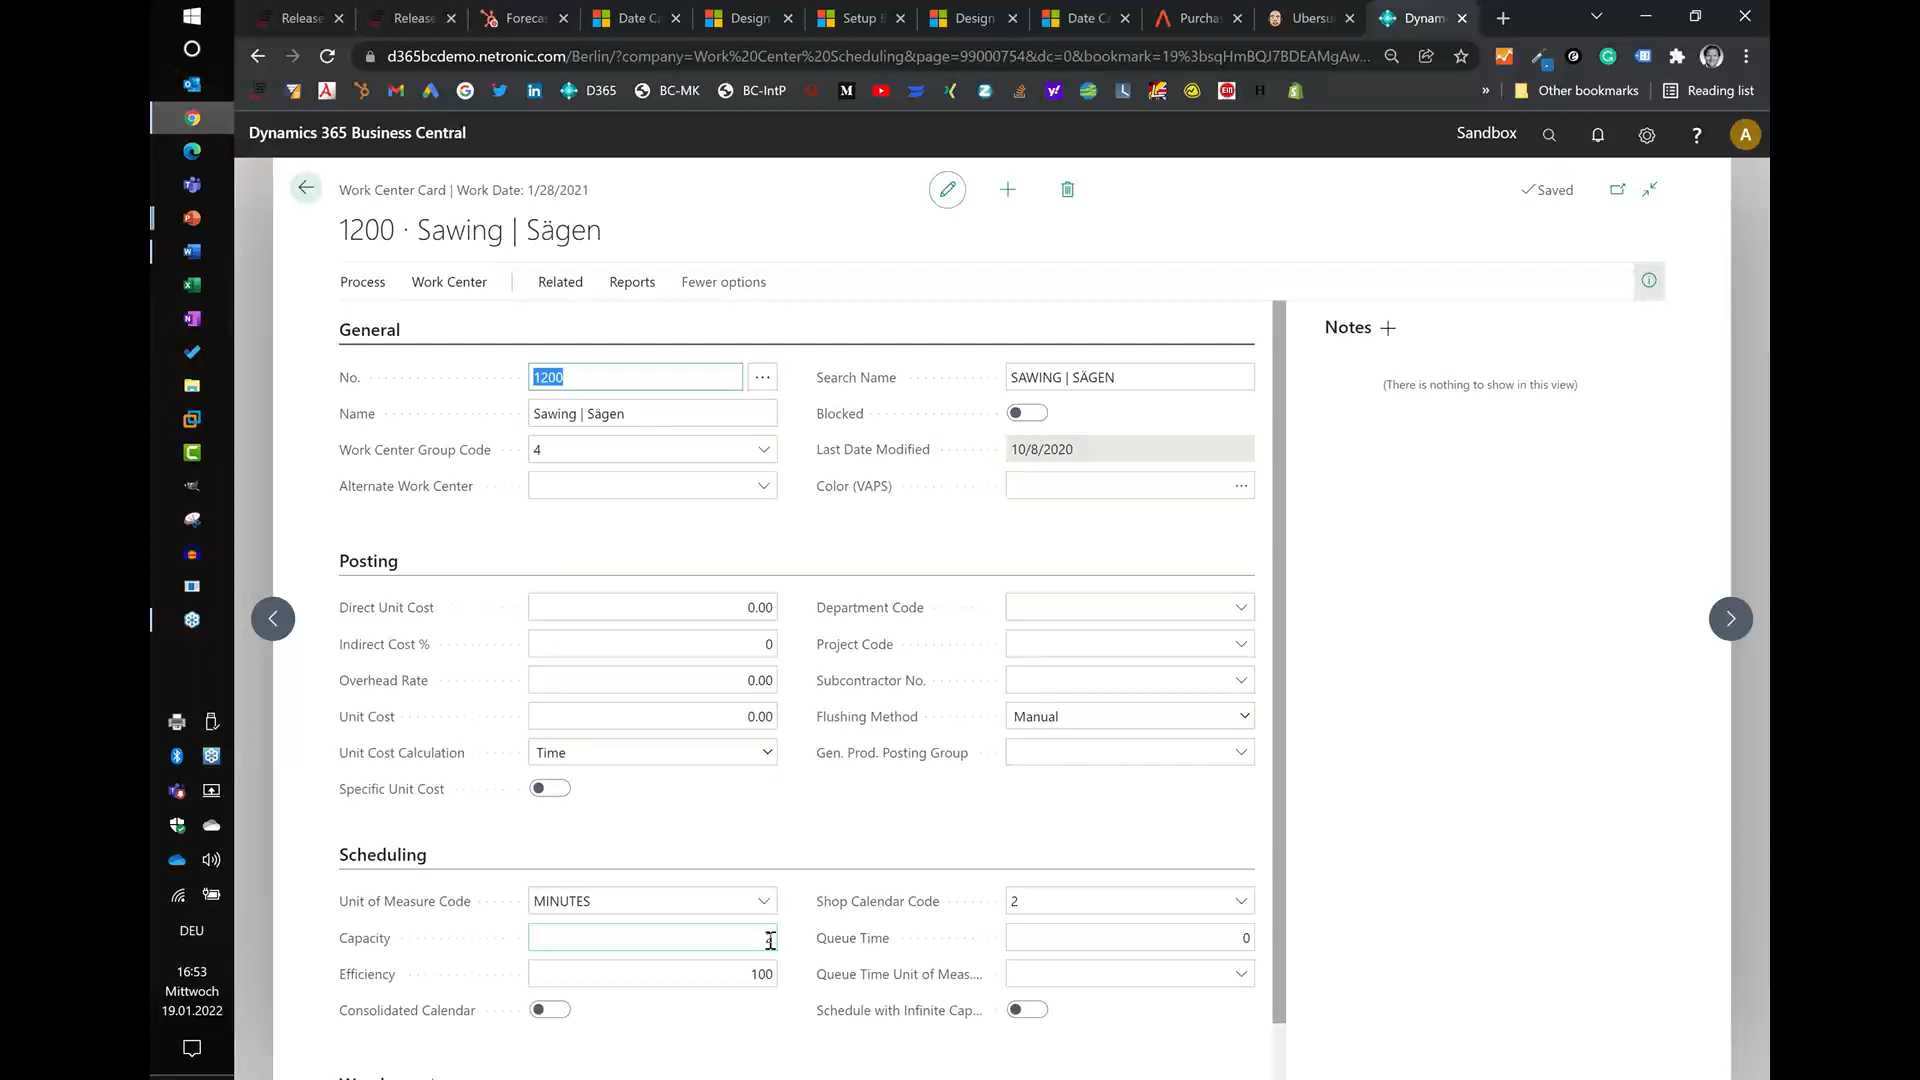 Release
Release
Forecas
Date C
Design
Setup E
Design
Date C
Purcha
Ubersu
Dynam
d365bcdemo.netronic.com/Berlin/?company=Work%20Center%20Scheduling&page=99000754&dc=0&bookmark=19%3bsqHmBQJ7BDEAMgAw...
D365
BC-MK
BC-IntP
»
Other bookmarks
Reading list
Dynamics 365 Business Central
Sandbox
A
Work Center Card | Work Date: 1/28/2021
Saved
1200 · Sawing | Sägen
Process
Work Center
Related
Reports
Fewer options
General
No.
1200
Search Name
SAWING | SÄGEN
Name
Sawing | Sägen
Blocked
Work Center Group Code
4
Last Date Modified
10/8/2020
Alternate Work Center
Color (VAPS)
Notes
(There is nothing to show in this view)
Posting
Direct Unit Cost
0.00
Department Code
Indirect Cost %
0
Project Code
Overhead Rate
0.00
Subcontractor No.
Unit Cost
0.00
Flushing Method
Manual
Unit Cost Calculation
Time
Gen. Prod. Posting Group
Specific Unit Cost
Scheduling
Unit of Measure Code
MINUTES
Shop Calendar Code
2
Capacity
Queue Time
0
Efficiency
100
Queue Time Unit of Meas....
Consolidated Calendar
Schedule with Infinite Cap...
DEU
16:53
Mittwoch
19.01.2022